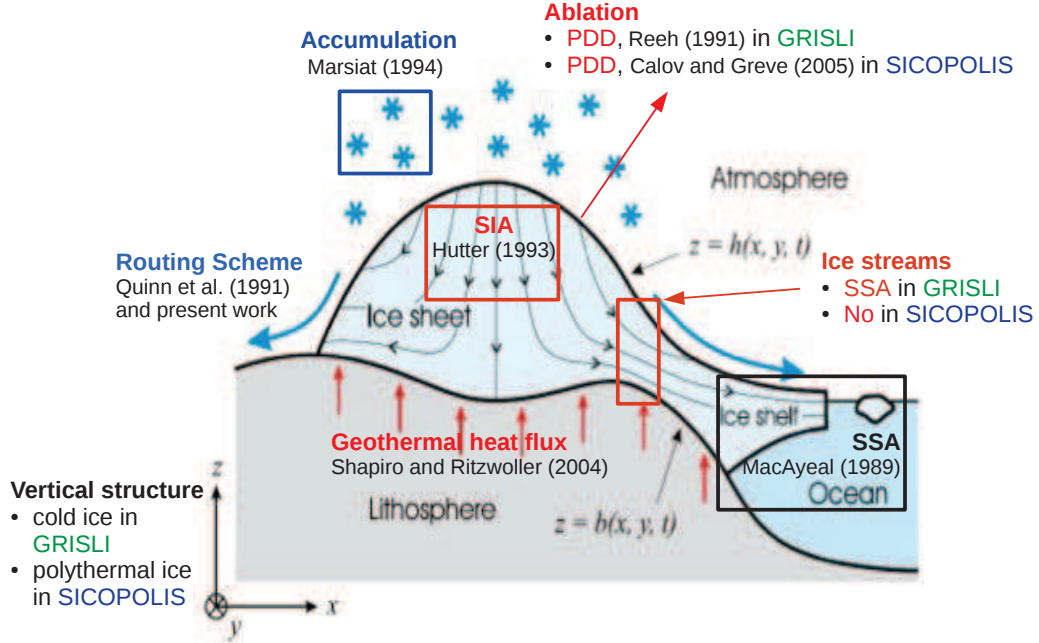 Ablation
• PDD, Reeh (1991) in GRISLI
• PDD, Calov and Greve (2005) in SICOPOLIS
Accumulation
Marsiat (1994)
Atmosphere
SIA
Hutter (1993)
z = h(x, y, t)
Routing Scheme
Quinn et al. (1991)
and present work
Ice streams
• SSA in GRISLI
• No in SICOPOLIS
Ice sheet
Ice shelf
Geothermal heat flux
Shapiro and Ritzwoller (2004)
SSA
MacAyeal (1989)
Ocean
Lithosphere
z = b(x, y, t)
Vertical structure
• cold ice in
GRISLI
• polythermal ice
in SICOPOLIS
z
x
y